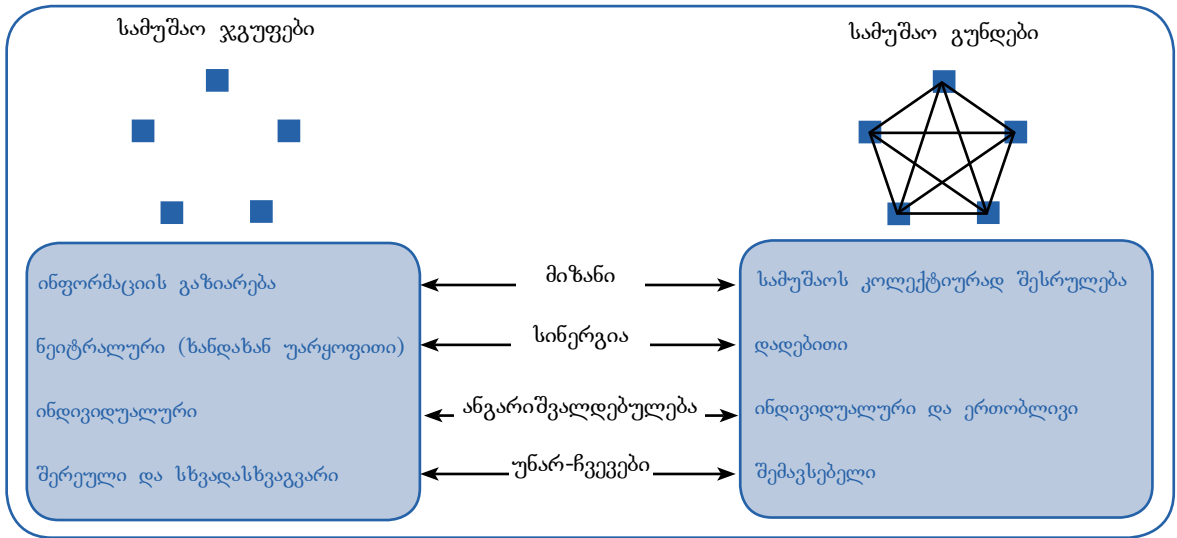 სამუშაო ჯგუფები
სამუშაო გუნდები
ინფორმაციის გაზიარება
მიზანი
სამუშაოს კოლექტიურად შესრულება
ნეიტრალური (ხანდახან უარყოფითი)
სინერგია
დადებითი
ინდივიდუალური
ანგარიშვალდებულება
ინდივიდუალური და ერთობლივი
შერეული და სხვადასხვაგვარი
უნარ-ჩვევები
შემავსებელი